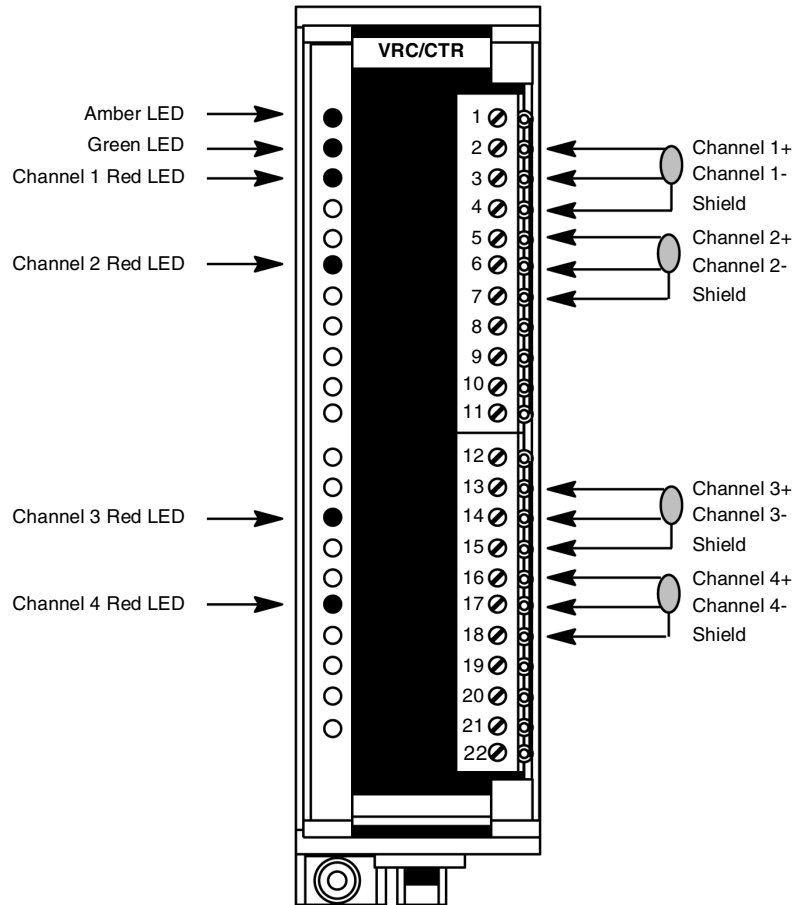 VRC/CTR
Amber LED
Green LED
Channel 1 Red LED
Channel 2 Red LED
Channel 3 Red LED
Channel 4 Red LED
1
2
3
4
5
6
7
8
9
10
11
12
13
14
15
16
17
18
19
20
21
22
Channel 1+
Channel 1-
Shield
Channel 2+
Channel 2-
Shield
Channel 3+
Channel 3-
Shield
Channel 4+
Channel 4-
Shield